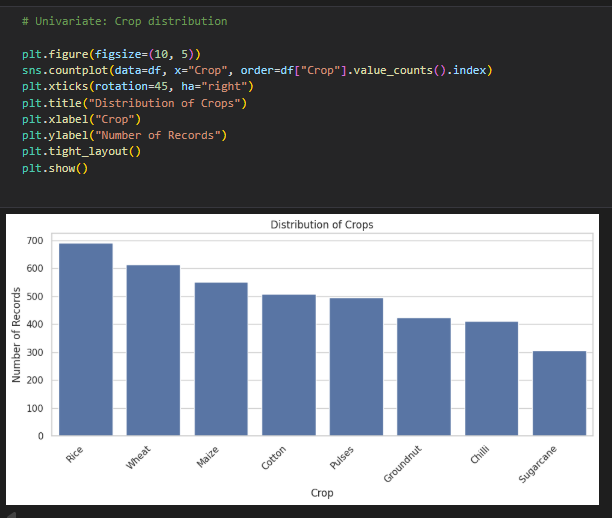 # Univariate: Crop distribution
plt.figure(figsize=(10, 5))
sns.countplot(data=df, x="Crop", order=df["Crop"].value_counts().index)
plt.xticks(rotation=45, ha="right")
plt.title("Distribution of Crops")
plt.xlabel("Crop")
plt.ylabel("Number of Records")
plt.tight_layout()
plt.show()
Distribution of Crops
Number of Records
700
600
500
400
300
200
100
0
Rice Wheat Maize Cotton Pulses Groundnut Chilli Sugarcane
Crop